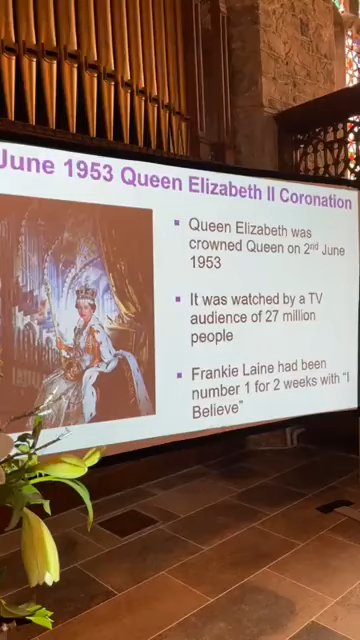 June 1953 Queen Elizabeth II Coronation
Queen Elizabeth was
crowned Queen on 2nd June
1953
It was watched by a TV
audience of 27 million
people
Frankie Laine had been
number 1 for 2 weeks with "I
Believe"